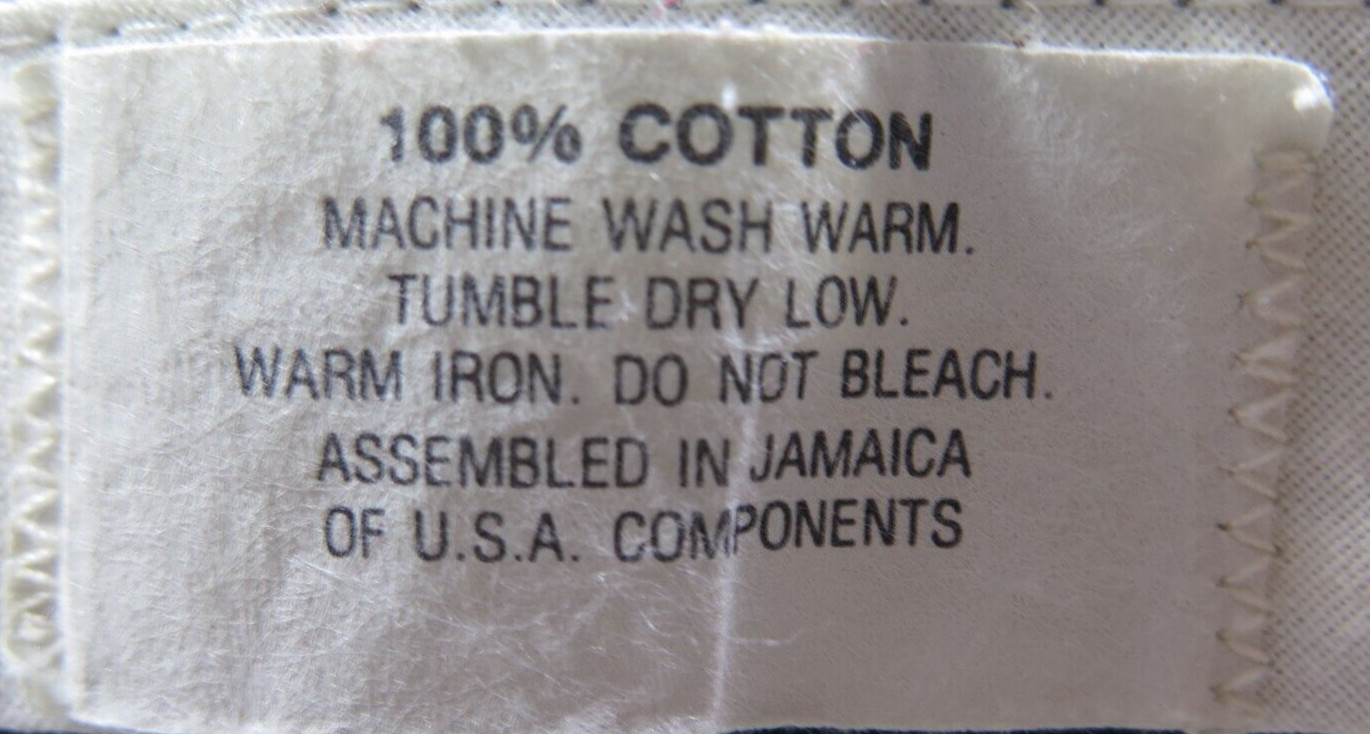 100% COTTON
MACHINE WASH WARM.
TUMBLE DRY LOW.
WARM IRON. DO NOT BLEACH.
ASSEMBLED IN JAMAICA
OF U.S.A. COMPONENTS